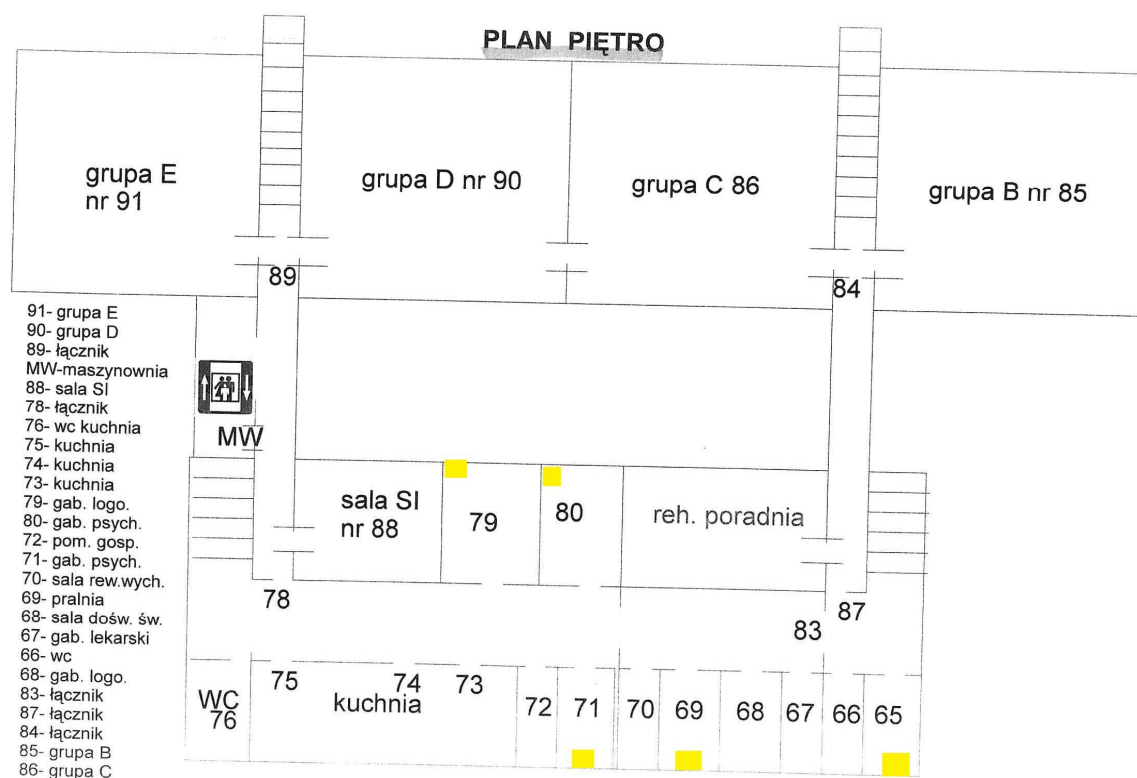 PLAN PIĘTRO
grupa E
nr 91
grupa D nr 90
grupa C 86
grupa B nr 85
89
84
91- grupa E
90- grupa D
89- łącznik
MW-maszynownia
88- sala SI
78- łącznik
76- wc kuchnia
75- kuchnia
74- kuchnia
73- kuchnia
79- gab. logo.
80- gab. psych.
72- pom. gosp.
71- gab. psych.
70- sala rew.wych.
69- pralnia
68- sala dośw. św.
67- gab. lekarski
66- wc
68- gab. logo.
83- łącznik
87- łącznik
84- łącznik
85- grupa B
86- grupa C
MW
sala SI
nr 88
79
80
reh. poradnia
78
87
83
WC
76
75
74
73
kuchnia
72
71
70
69
68
67
66
65